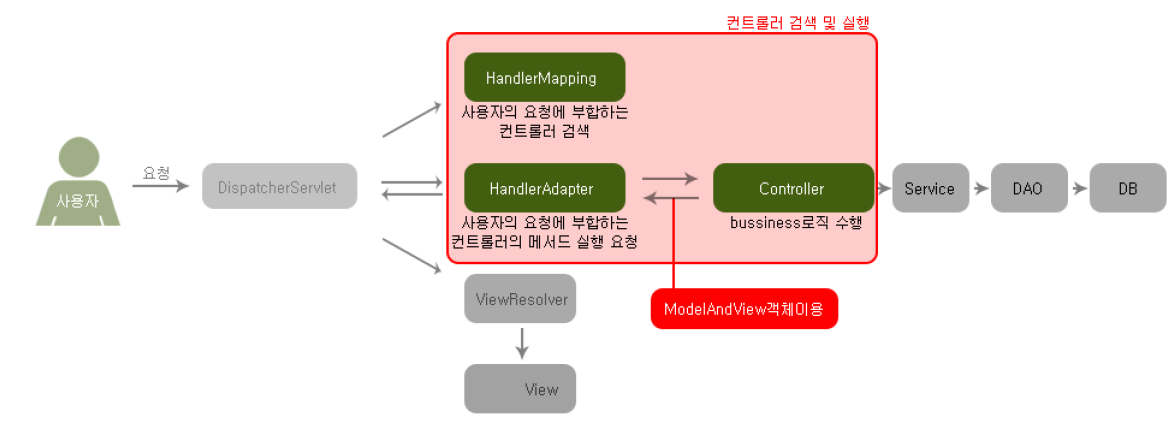 컨트롤러 검색 및 실행
HandlerMapping
사용자의 요청에 부합하는
컨트롤러 검색
사용자
요청
DispatcherServlet
HandlerAdapter
사용자의 요청에 부합하는
컨트롤러의 메서드 실행 요청
Controller
bussiness로직 수행
Service
DAO
DB
ViewResolver
ModelAndView객체이용
View